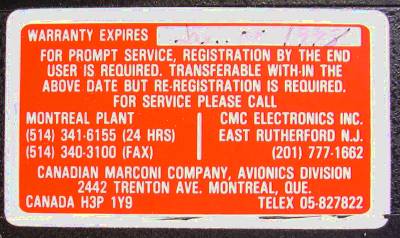 WARRANTY EXPIRES
FOR PROMPT SERVICE, REGISTRATION BY THE END
USER IS REQUIRED. TRANSFERABLE WITH-IN THE
ABOVE DATE BUT RE-REGISTRATION IS REQUIRED.
FOR SERVICE PLEASE CALL
MONTREAL PLANT
(514) 341-6155 (24 HRS)
(514) 340-3100 (FAX)
CMC ELECTRONICS INC.
EAST RUTHERFORD N.J.
(201) 777-1662
CANADIAN MARCONI COMPANY, AVIONICS DIVISION
2442 TRENTON AVE. MONTREAL, QUE.
CANADA H3P 1Y9 TELEX 05-827822